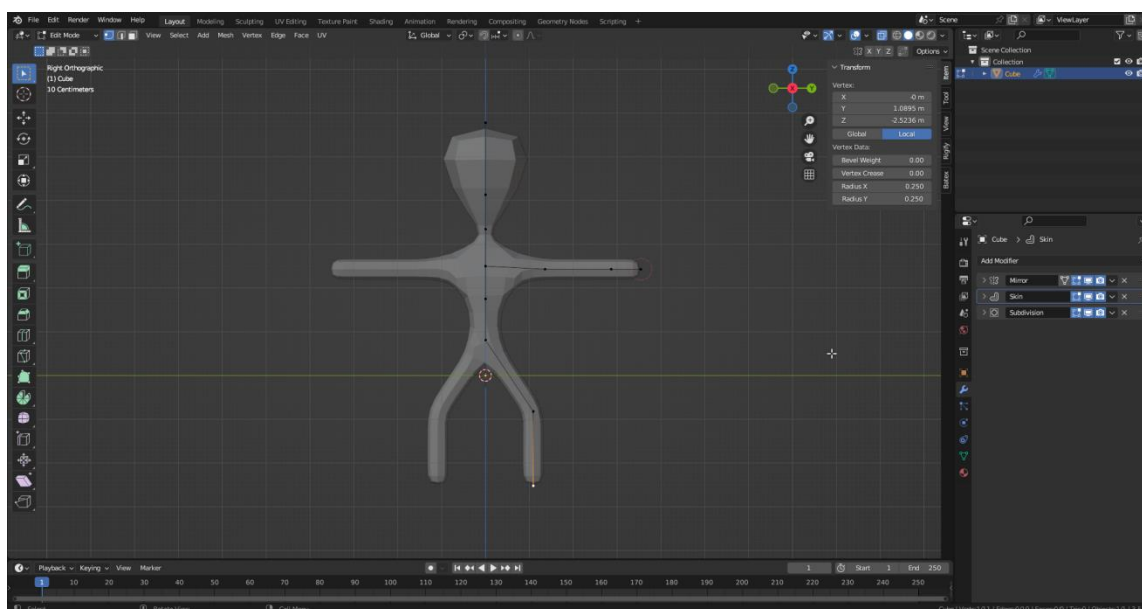 File Edit Render Window Help Layout Modeling Sculpting UV Editing Texture Paint Shading Animation Rendering Compositing Geometry Nodes Scripting + Scene ViewLayer
Edit Mode View Select Add Mesh Vertex Edge Face UV Global
X Y Z Options
Right Orthographic
(1) Cube
10 Centimeters
Z
X
Y
Transform
Vertex:
X -0 m
Y 1.0895 m
Z -2.5236 m
Global Local
Vertex Data:
Bevel Weight 0.00
Vertex Crease 0.00
Radius X 0.250
Radius Y 0.250
Item
Tool
View
Rigify
Scene Collection
Collection
Cube
Cube > Skin
Add Modifier
Mirror
Skin
Subdivision
Playback Keying View Marker 1 Start 1 End 250
1 10 20 30 40 50 60 70 80 90 100 110 120 130 140 150 160 170 180 190 200 210 220 230 240 250